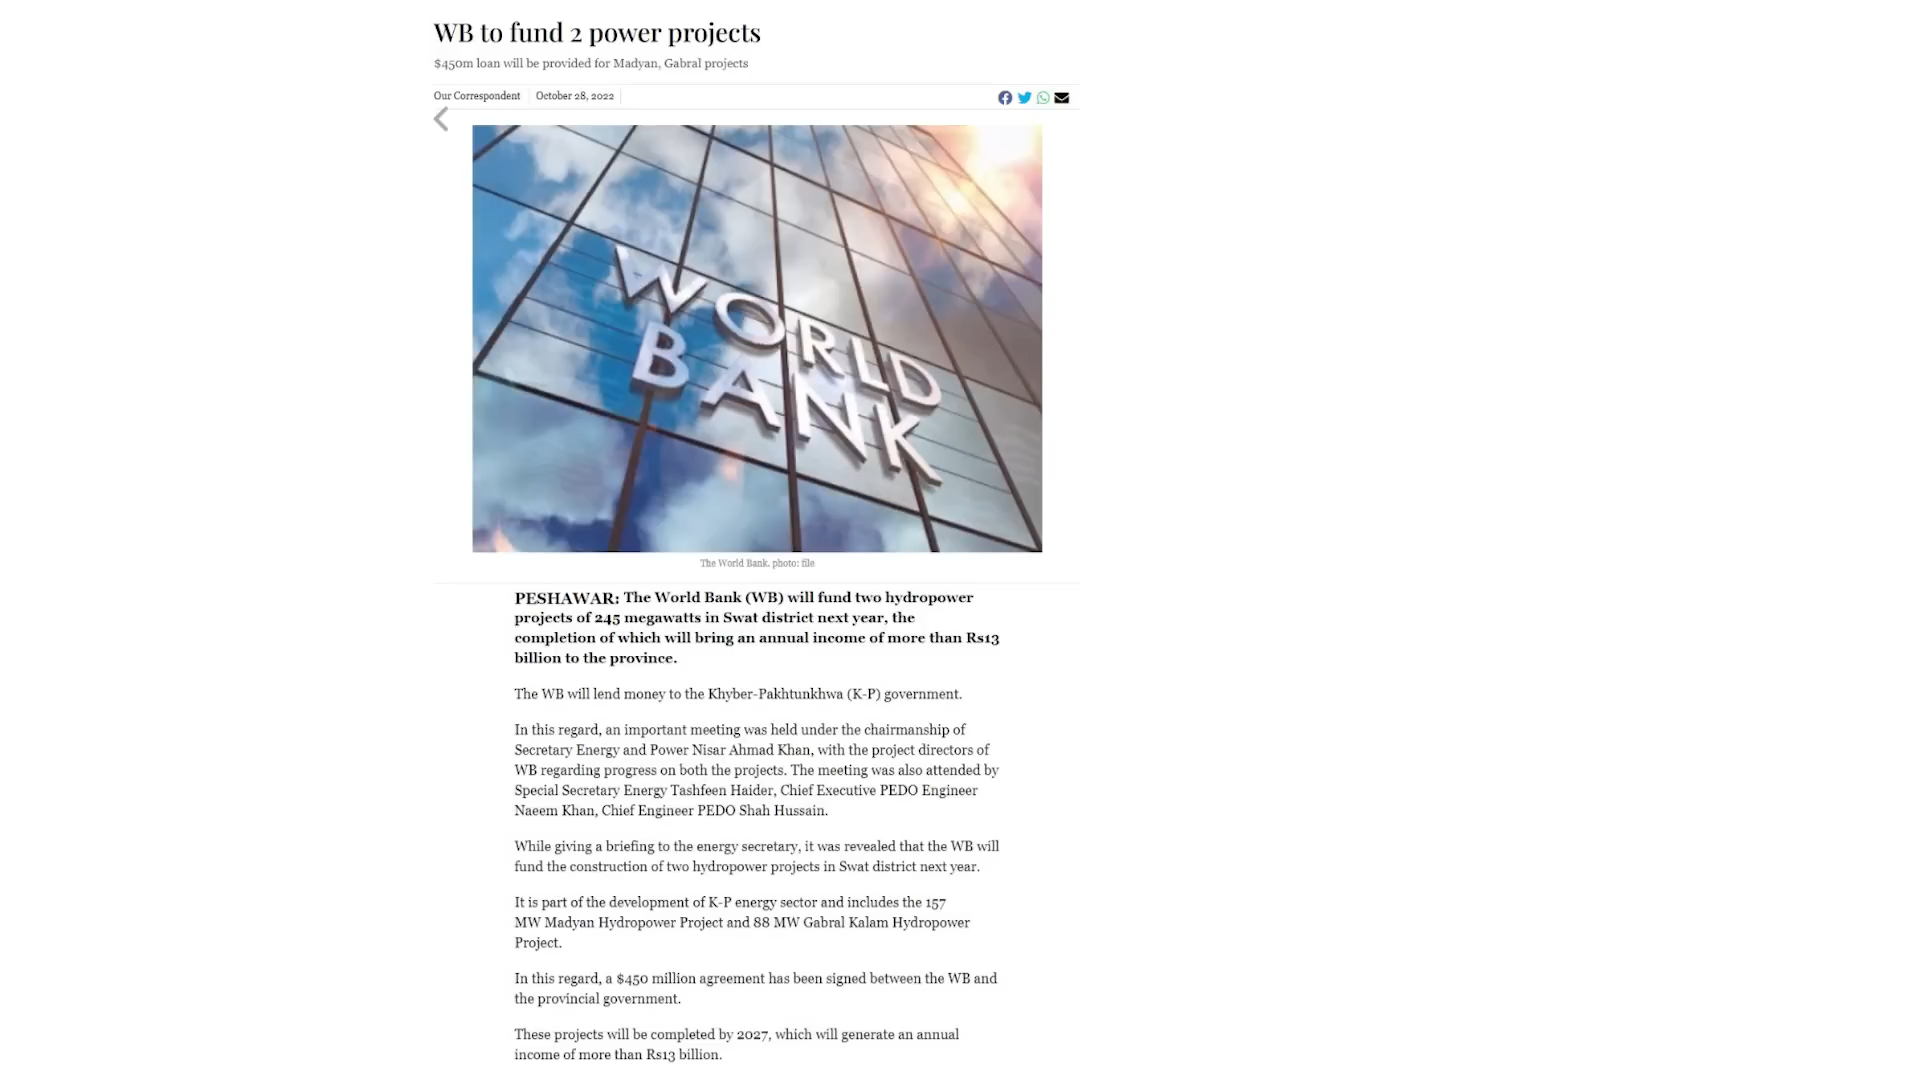 WB to fund 2 power projects
$450m loan will be provided for Madyan, Gabral projects
Our Correspondent October 28, 2022
WORLD
BANK
The World Bank. photo: file
PESHAWAR: The World Bank (WB) will fund two hydropower
projects of 245 megawatts in Swat district next year, the
completion of which will bring an annual income of more than Rs13
billion to the province.
The WB will lend money to the Khyber-Pakhtunkhwa (K-P) government.
In this regard, an important meeting was held under the chairmanship of
Secretary Energy and Power Nisar Ahmad Khan, with the project directors of
WB regarding progress on both the projects. The meeting was also attended by
Special Secretary Energy Tashfeen Haider, Chief Executive PEDO Engineer
Naeem Khan, Chief Engineer PEDO Shah Hussain.
While giving a briefing to the energy secretary, it was revealed that the WB will
fund the construction of two hydropower projects in Swat district next year.
It is part of the development of K-P energy sector and includes the 157
MW Madyan Hydropower Project and 88 MW Gabral Kalam Hydropower
Project.
In this regard, a $450 million agreement has been signed between the WB and
the provincial government.
These projects will be completed by 2027, which will generate an annual
income of more than Rs13 billion.